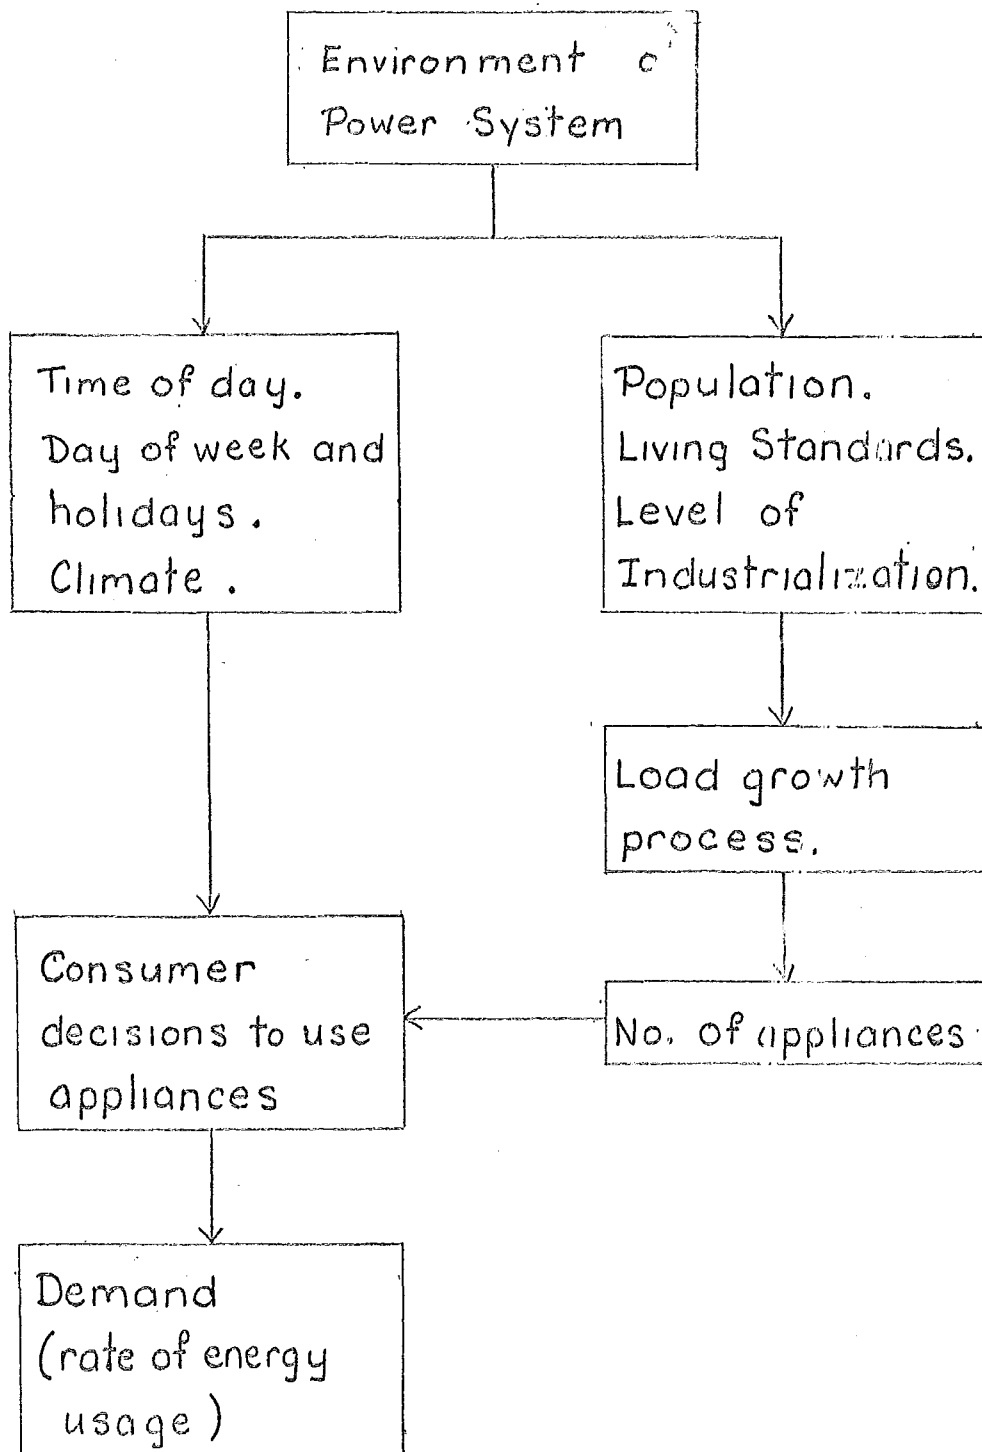 Environment
Power System
Time of day.
Day of week and
holidays.
Climate.
Population.
Living Standards.
Level of
Industrialization.
Load growth
process.
Consumer
decisions to use
appliances
No. of appliances.
Demand
(rate of energy
usage)